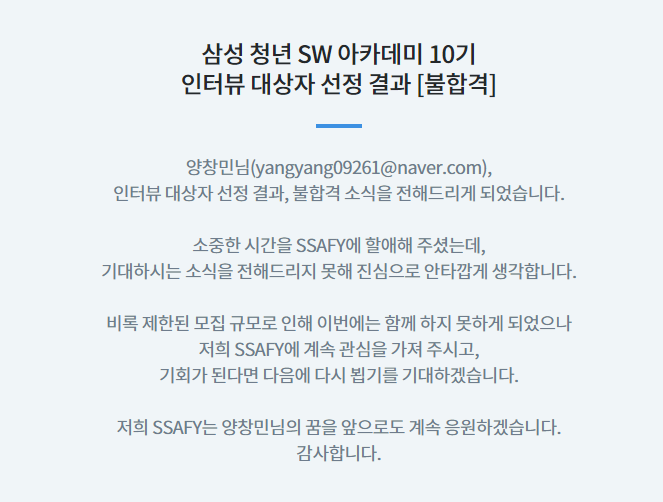 삼성 청년 SW 아카데미 10기
인터뷰 대상자 선정 결과 [불합격]
양창민님(yangyang09261@naver.com),
인터뷰 대상자 선정 결과, 불합격 소식을 전해드리게 되었습니다.
소중한 시간을 SSAFY에 할애해 주셨는데,
기대하시는 소식을 전해드리지 못해 진심으로 안타깝게 생각합니다.
비록 제한된 모집 규모로 인해 이번에는 함께 하지 못하게 되었으나
저희 SSAFY에 계속 관심을 가져 주시고,
기회가 된다면 다음에 다시 뵙기를 기대하겠습니다.
저희 SSAFY는 양창민님의 꿈을 앞으로도 계속 응원하겠습니다.
감사합니다.